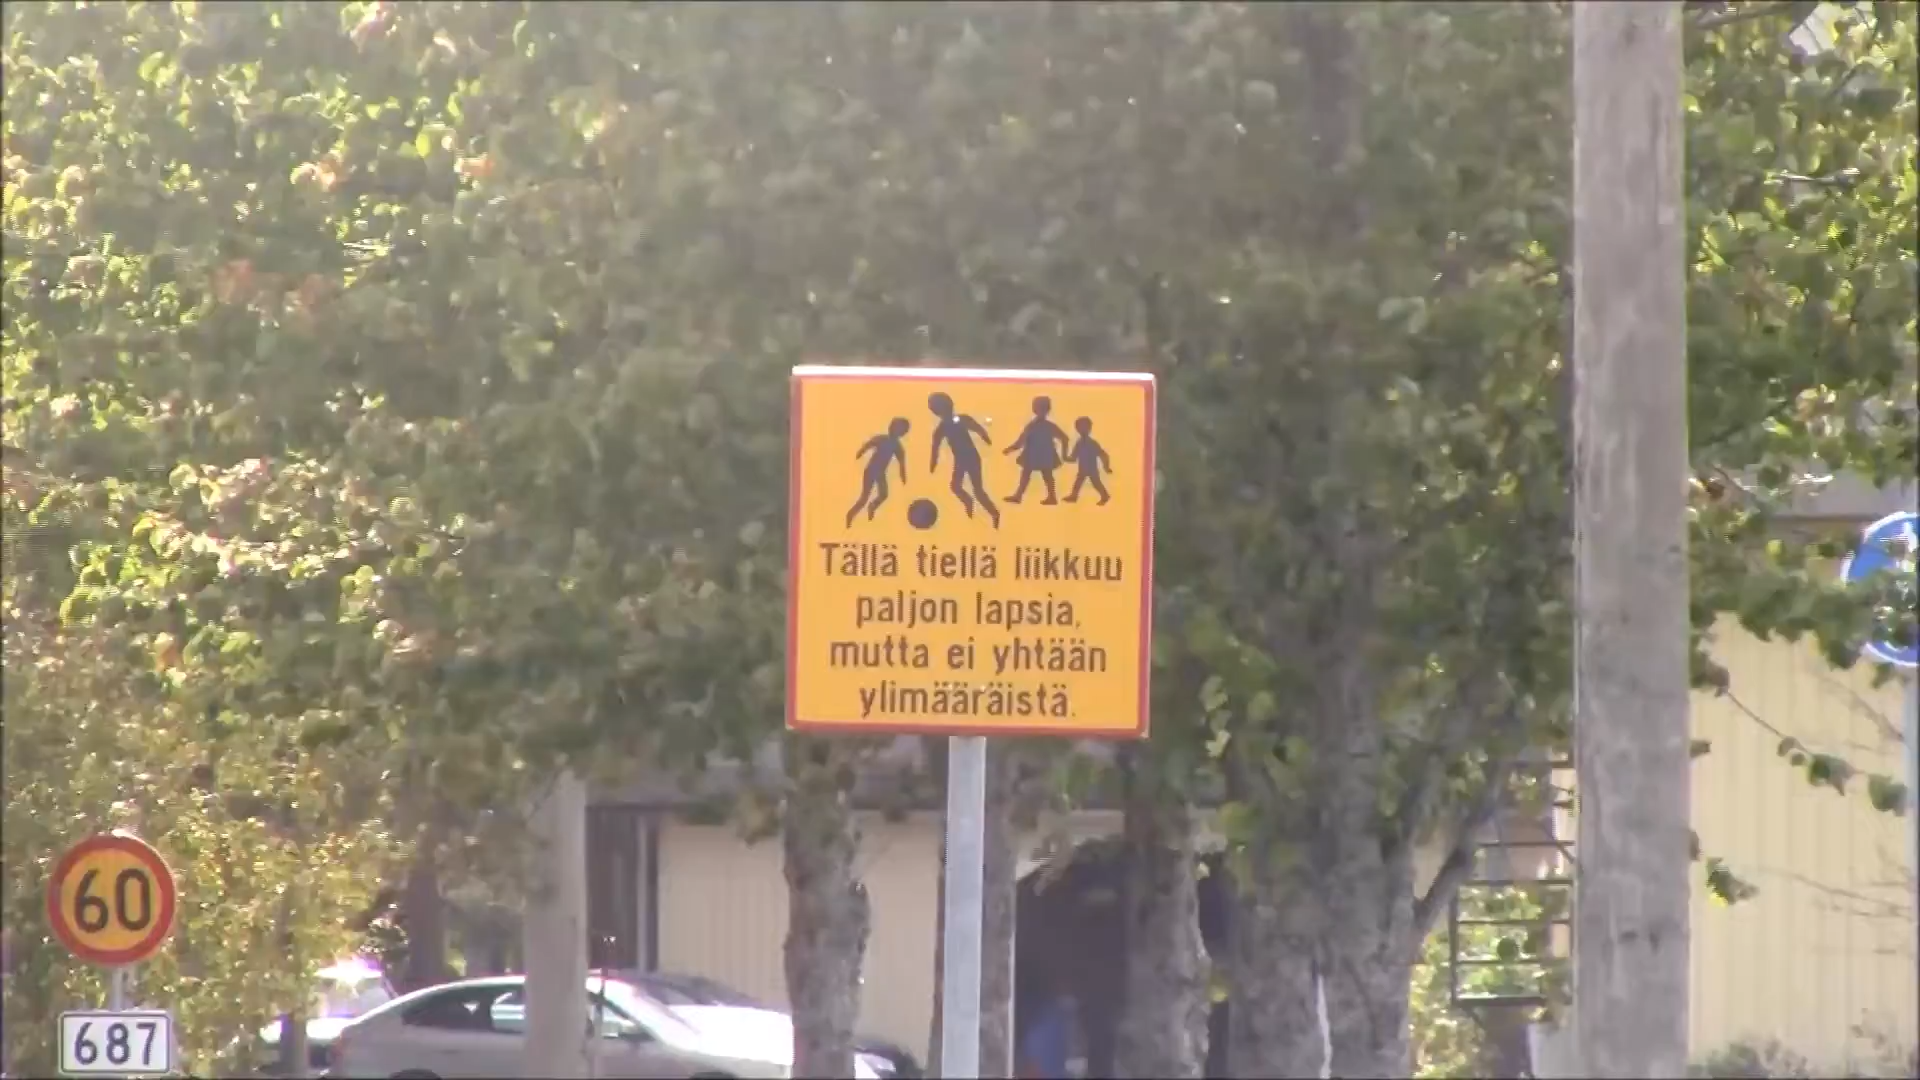 Tällä tiellä liikkuu
paljon lapsia,
mutta ei yhtään
ylimääräistä.
60
687